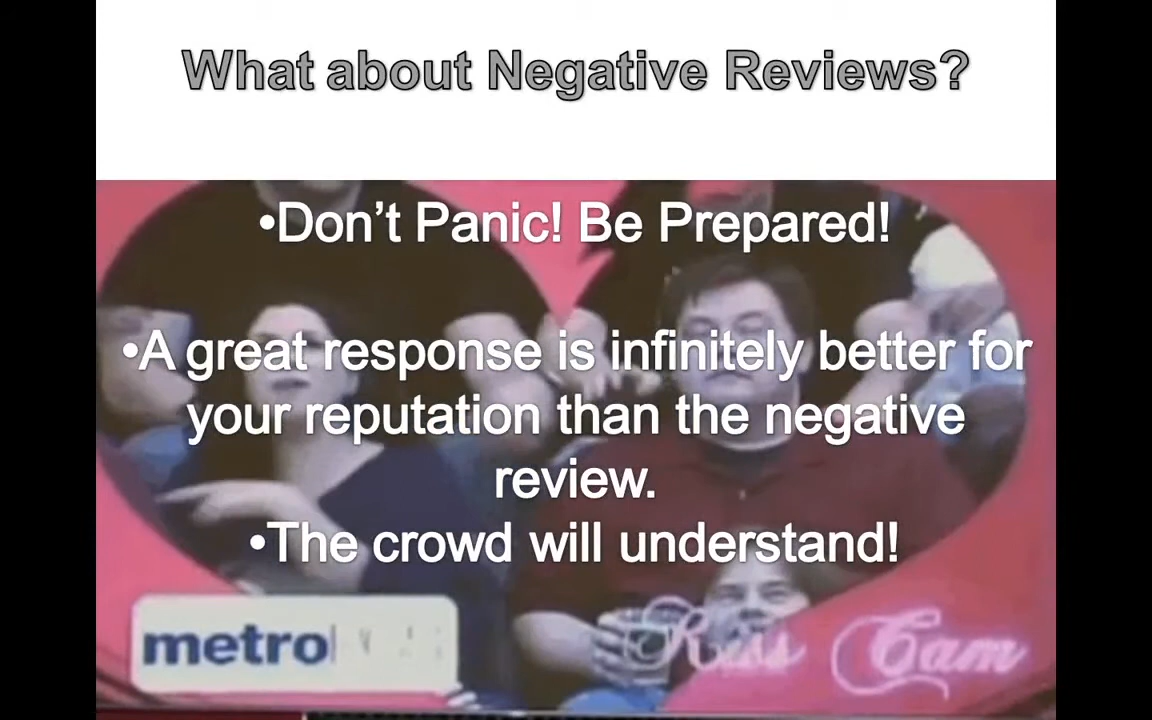 What about Negative Reviews?
•Don't Panic! Be Prepared!
•A great response is infinitely better for
your reputation than the negative
review.
•The crowd will understand!
metro
Kiss Cam